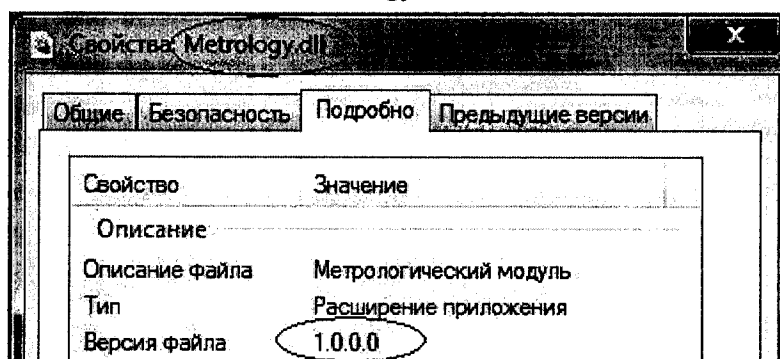 Свойства: Metrology.dll
Общие Безопасность Подробно Предыдущие версии
Свойство Значение
Описание
Описание файла Метрологический модуль
Тип Расширение приложения
Версия файла 1.0.0.0